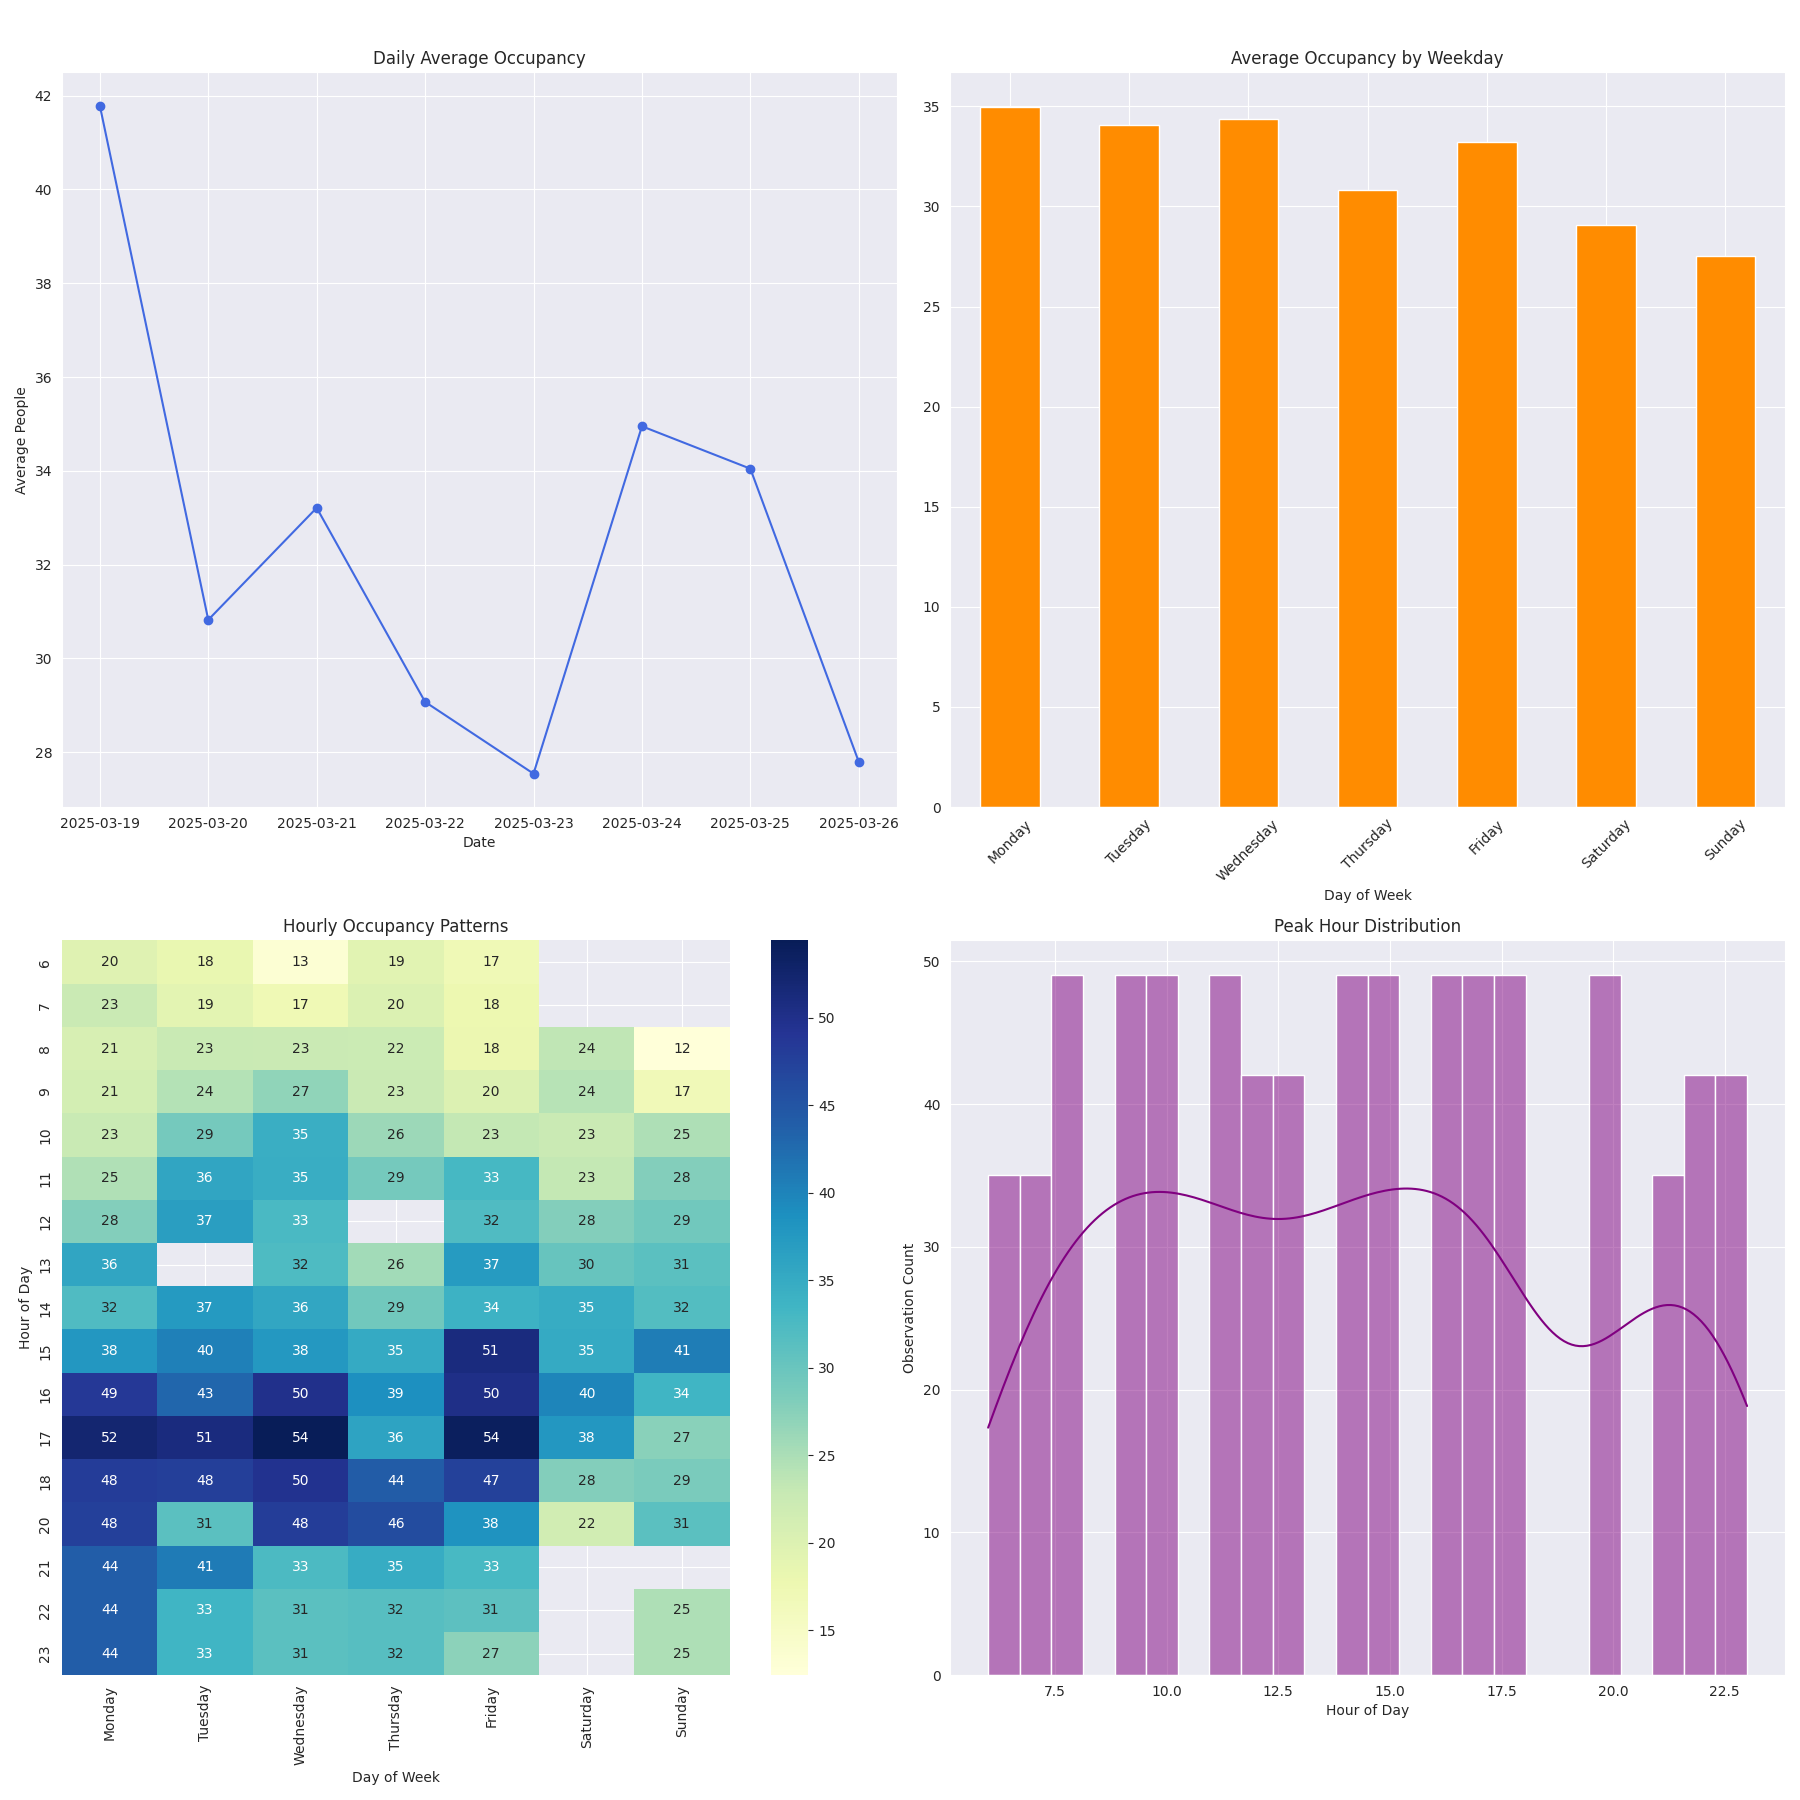 Daily Average Occupancy
42
40
38
36
34
32
30
28
Average People
2025-03-19 2025-03-20 2025-03-21 2025-03-22 2025-03-23 2025-03-24 2025-03-25 2025-03-26
Date
Average Occupancy by Weekday
35
30
25
20
15
10
5
0
Monday Tuesday Wednesday Thursday Friday Saturday Sunday
Day of Week
Hourly Occupancy Patterns
Hour of Day
6 20 18 13 19 17
7 23 19 17 20 18
8 21 23 23 22 18 24 12
9 21 24 27 23 20 24 17
10 23 29 35 26 23 23 25
11 25 36 35 29 33 23 28
12 28 37 33 32 28 29
13 36 32 26 37 30 31
14 32 37 36 29 34 35 32
15 38 40 38 35 51 35 41
16 49 43 50 39 50 40 34
17 52 51 54 36 54 38 27
18 48 48 50 44 47 28 29
20 48 31 48 46 38 22 31
21 44 41 33 35 33
22 44 33 31 32 31 25
23 44 33 31 32 27 25
Monday Tuesday Wednesday Thursday Friday Saturday Sunday
Day of Week
50
45
40
35
30
25
20
15
Peak Hour Distribution
50
40
30
20
10
0
Observation Count
7.5 10.0 12.5 15.0 17.5 20.0 22.5
Hour of Day